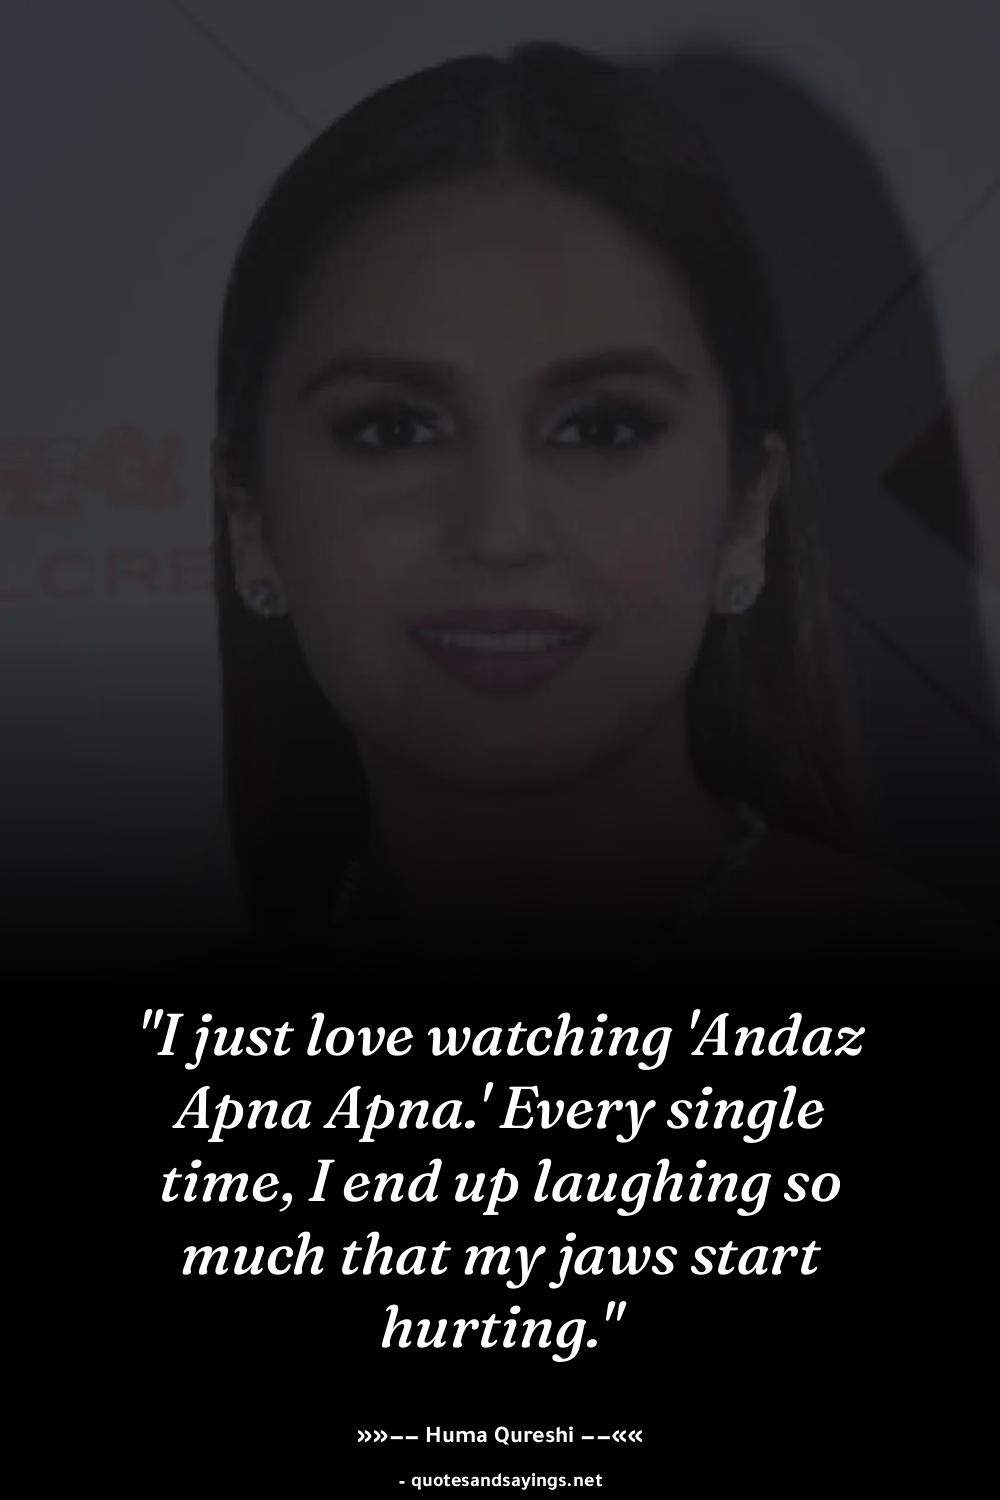 LCRE
"I just love watching 'Andaz
Apna Apna.' Every single
time, I end up laughing so
much that my jaws start
hurting."
»»–– Huma Qureshi ––««
- quotesandsayings.net